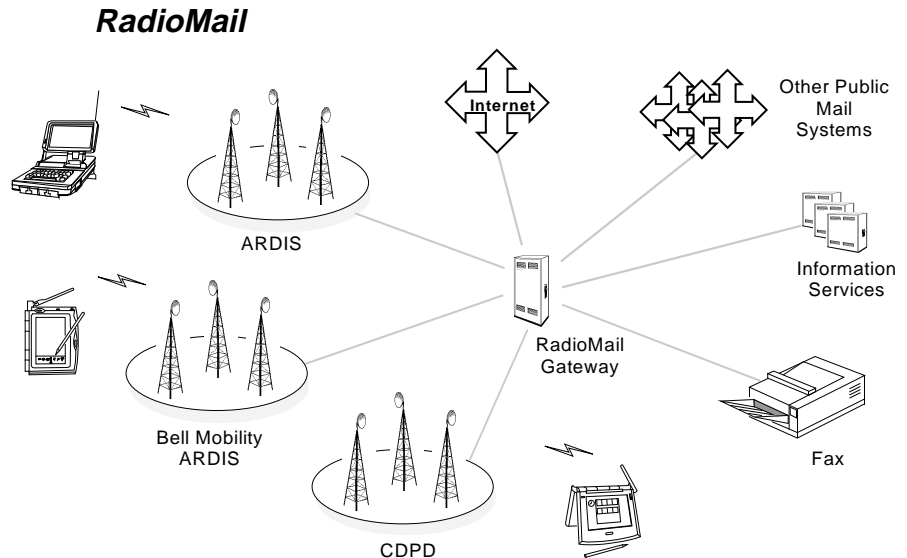 RadioMail
Internet
Other Public
Mail
Systems
ARDIS
Information
Services
RadioMail
Gateway
Bell Mobility
ARDIS
Fax
CDPD